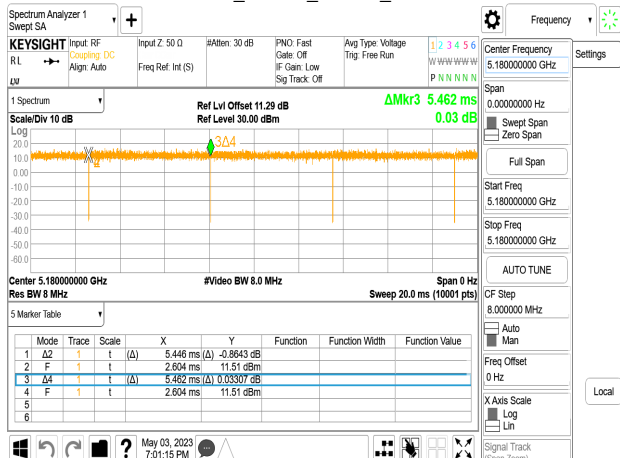 Spectrum Analyzer 1
Swept SA
Frequency
Settings
KEYSIGHT
RL
Input: RF
Coupling: DC
Align: Auto
Input Z: 50 Ω
Freq Ref: Int (S)
#Atten: 30 dB
PNO: Fast
Gate: Off
IF Gain: Low
Sig Track: Off
Avg Type: Voltage
Trig: Free Run
1 2 3 4 5 6
W W W W W W
P N N N N N
LXI
1 Spectrum
Scale/Div 10 dB
Ref Lvl Offset 11.29 dB
Ref Level 30.00 dBm
ΔMkr3 5.462 ms
0.03 dB
Log
20.0
10.0
0.00
-10.0
-20.0
-30.0
-40.0
-50.0
-60.0
3Δ4
Center 5.180000000 GHz
Res BW 8 MHz
#Video BW 8.0 MHz
Span 0 Hz
Sweep 20.0 ms (10001 pts)
5 Marker Table
Mode Trace Scale X Y Function Function Width Function Value
1 Δ2 1 t (Δ) 5.446 ms (Δ) -0.8643 dB
2 F 1 t 2.604 ms 11.51 dBm
3 Δ4 1 t (Δ) 5.462 ms (Δ) 0.03307 dB
4 F 1 t 2.604 ms 11.51 dBm
5
6
May 03, 2023
7:01:15 PM
Center Frequency
5.180000000 GHz
Span
0.00000000 Hz
Swept Span
Zero Span
Full Span
Start Freq
5.180000000 GHz
Stop Freq
5.180000000 GHz
AUTO TUNE
CF Step
8.000000 MHz
Auto
Man
Freq Offset
0 Hz
X Axis Scale
Log
Lin
Signal Track
Local